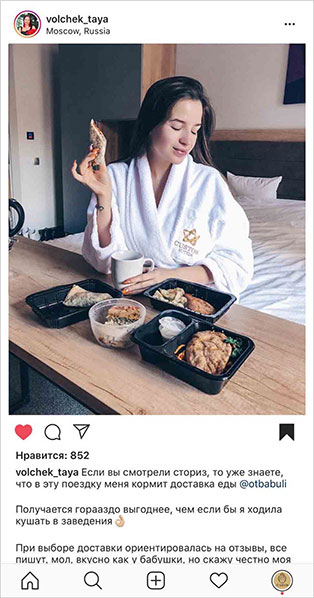 volchek_taya
Moscow, Russia
Нравится: 852
volchek_taya Если вы смотрели сториз, то уже знаете,
что в эту поездку меня кормит доставка еды @otbabuli
Получается горааздо выгоднее, чем если бы я ходила
кушать в заведения👌🏼
При выборе доставки ориентировалась на отзывы, все
пишут, мол, вкусно как у бабушки, но скажу честно моя